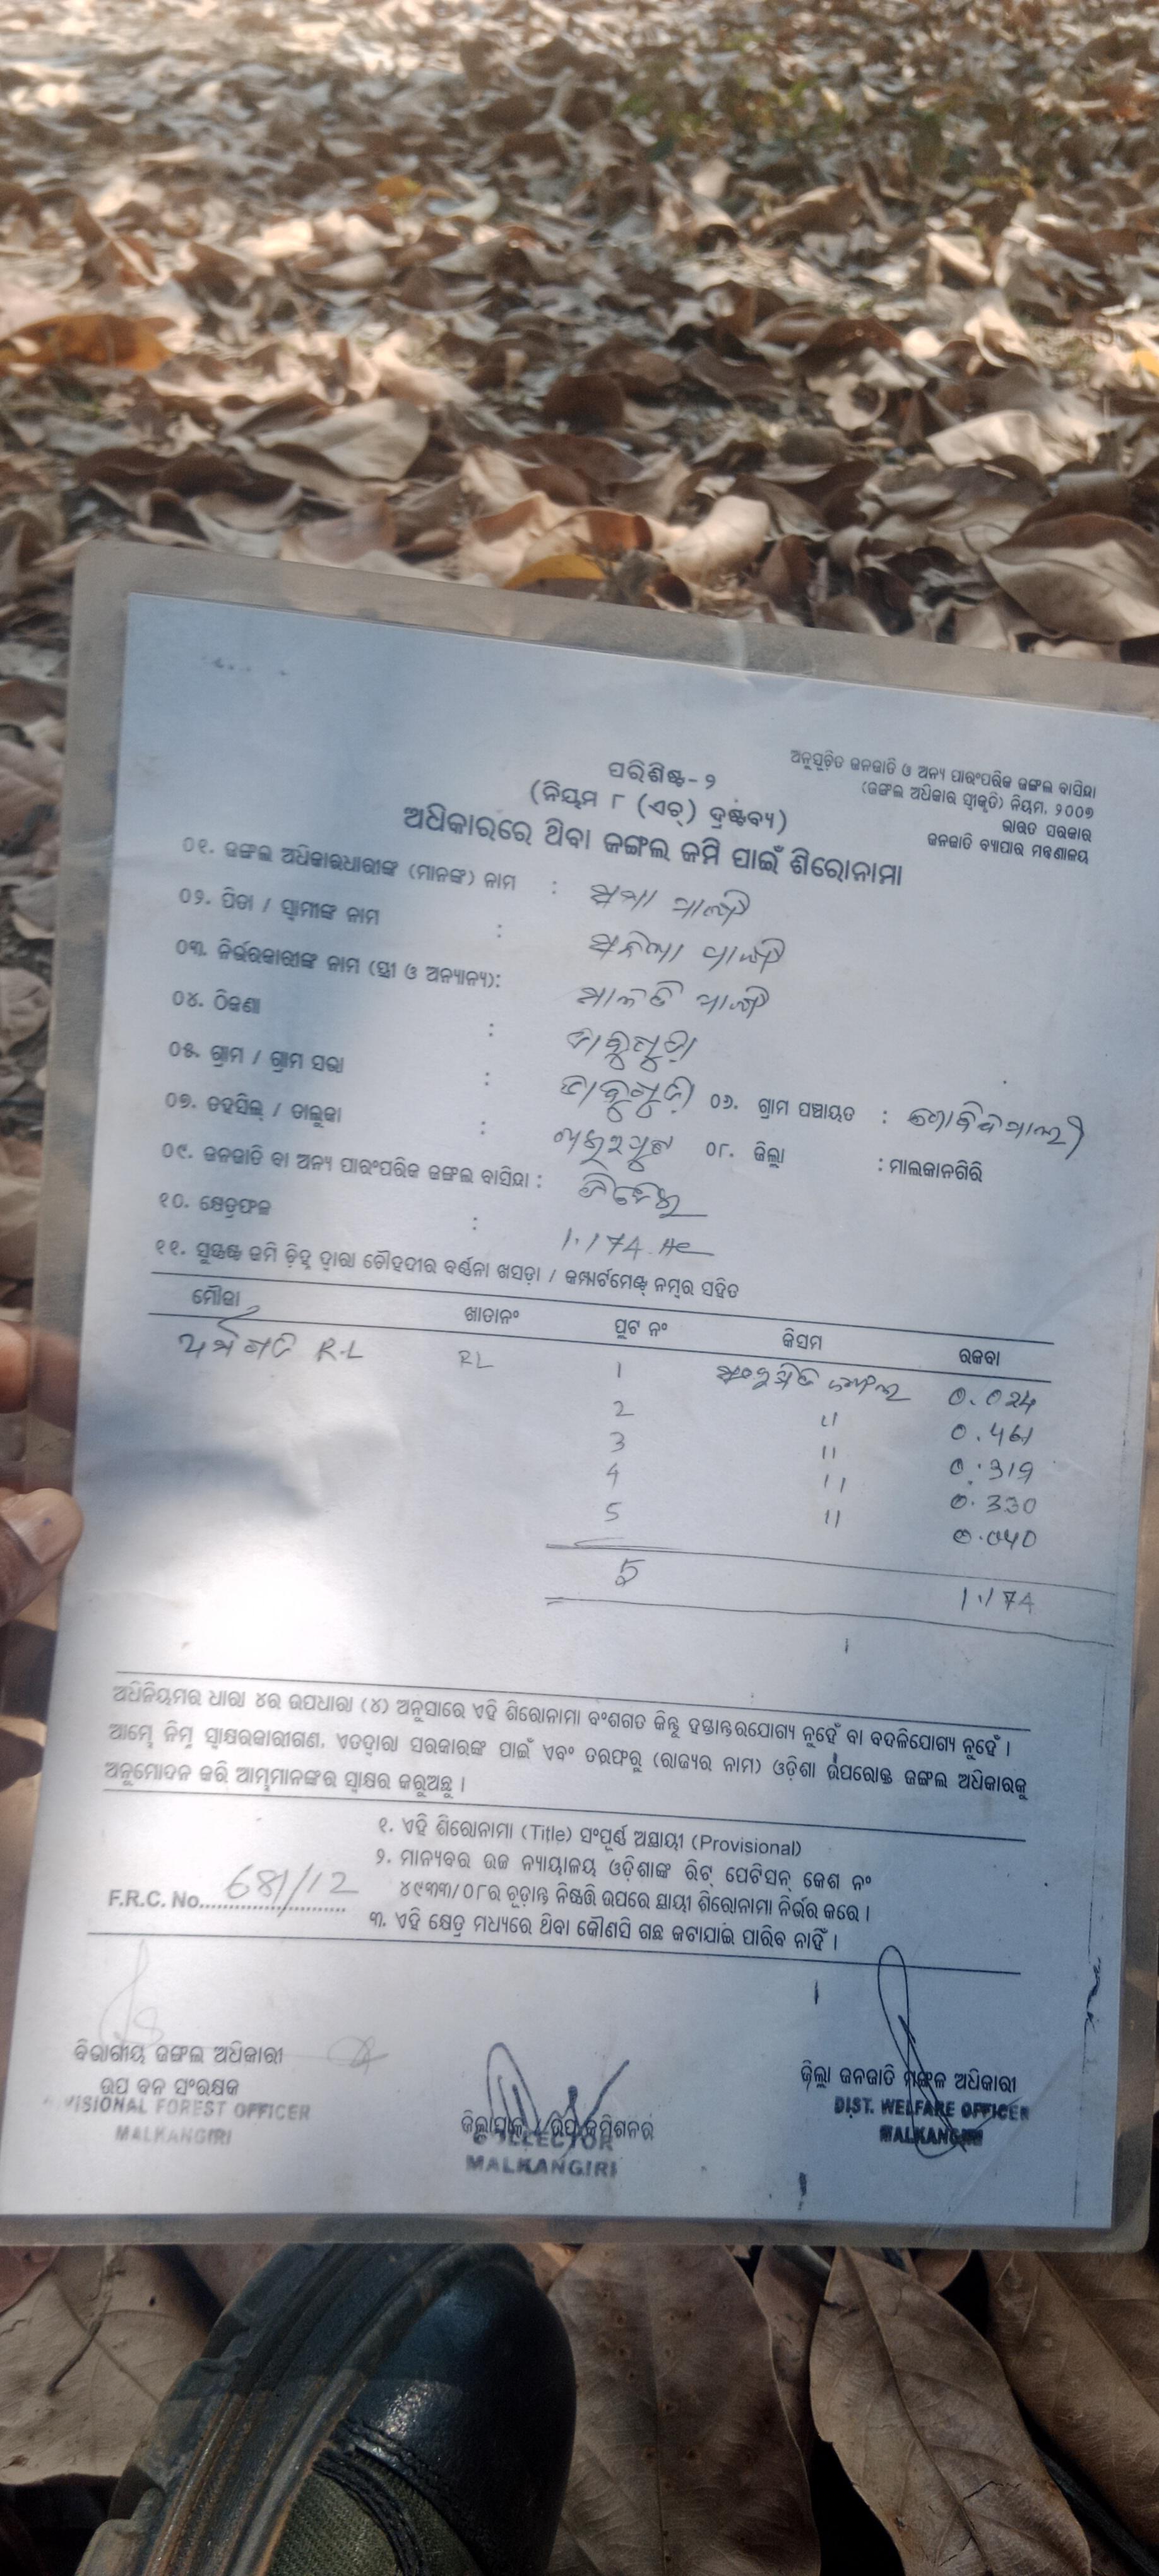 ଅନୁସୂଚିତ ଜନଜାତି ଓ ଅନ୍ୟ ପାରଂପରିକ ଜଙ୍ଗଲ ବାସିନ୍ଦା
(ଜଙ୍ଗଲ ଅଧିକାର ସ୍ୱୀକୃତି) ନିୟମ, ୨୦୦୭
ଭାରତ ସରକାର
ଜନଜାତି ବ୍ୟାପାର ମନ୍ତ୍ରଣାଳୟ
ପରିଶିଷ୍ଟ-୨
(ନିୟମ ୮ (ଏଚ୍) ଦ୍ରଷ୍ଟବ୍ୟ)
ଅଧିକାରରେ ଥିବା ଜଙ୍ଗଲ ଜମି ପାଇଁ ଶିରୋନାମା
୦୧. ଜଙ୍ଗଲ ଅଧିକାରଧାରୀଙ୍କ (ମାନଙ୍କ) ନାମ :
୦୨. ପିତା / ସ୍ୱାମୀଙ୍କ ନାମ :
୦୩. ନିର୍ଭରକାରୀଙ୍କ ନାମ (ସ୍ତ୍ରୀ ଓ ଅନ୍ୟାନ୍ୟ):
୦୪. ଠିକଣା :
୦୫. ଗ୍ରାମ / ଗ୍ରାମ ସଭା : ୦୬. ଗ୍ରାମ ପଞ୍ଚାୟତ :
୦୭. ତହସିଲ୍ / ତାଲୁକା : ୦୮. ଜିଲ୍ଲା : ମାଲକାନଗିରି
୦୯. ଜନଜାତି ବା ଅନ୍ୟ ପାରଂପରିକ ଜଙ୍ଗଲ ବାସିନ୍ଦା :
୧୦. କ୍ଷେତ୍ରଫଳ : 1.174 He
୧୧. ସୁସ୍ପଷ୍ଟ ଜମି ଚିହ୍ନ ଦ୍ୱାରା ଚୌହଦୀର ବର୍ଣ୍ଣନା ଖସଡ଼ା / କମ୍ପାର୍ଟମେଣ୍ଟ୍ ନମ୍ବର ସହିତ
ମୌଜା ଖାତାନଂ ପ୍ଲଟ ନଂ କିସମ ରକବା
R.L RL 1 0.024
2 " 0.461
3 " 0.319
4 " 0.330
5 " 0.040
5 1.174
ଅଧିନିୟମର ଧାରା ୪ର ଉପଧାରା (୪) ଅନୁସାରେ ଏହି ଶିରୋନାମା ବଂଶଗତ କିନ୍ତୁ ହସ୍ତାନ୍ତରଯୋଗ୍ୟ ନୁହେଁ ବା ବଦଳିଯୋଗ୍ୟ ନୁହେଁ ।
ଆମ୍ଭେ ନିମ୍ନ ସ୍ୱାକ୍ଷରକାରୀଗଣ, ଏତଦ୍ୱାରା ସରକାରଙ୍କ ପାଇଁ ଏବଂ ତରଫରୁ (ରାଜ୍ୟର ନାମ) ଓଡ଼ିଶା ଉପରୋକ୍ତ ଜଙ୍ଗଲ ଅଧିକାରକୁ
ଅନୁମୋଦନ କରି ଆମ୍ଭମାନଙ୍କର ସ୍ୱାକ୍ଷର କରୁଅଛୁ ।
୧. ଏହି ଶିରୋନାମା (Title) ସଂପୂର୍ଣ୍ଣ ଅସ୍ଥାୟୀ (Provisional)
୨. ମାନ୍ୟବର ଉଚ୍ଚ ନ୍ୟାୟାଳୟ ଓଡ଼ିଶାଙ୍କ ରିଟ୍ ପେଟିସନ୍ କେଶ ନଂ
୪୯୩୩/୦୮ର ଚୂଡ଼ାନ୍ତ ନିଷ୍ପତ୍ତି ଉପରେ ସ୍ଥାୟୀ ଶିରୋନାମା ନିର୍ଭର କରେ ।
F.R.C. No. 681/12
୩. ଏହି କ୍ଷେତ୍ର ମଧ୍ୟରେ ଥିବା କୌଣସି ଗଛ କଟାଯାଇ ପାରିବ ନାହିଁ ।
ବିଭାଗୀୟ ଜଙ୍ଗଲ ଅଧିକାରୀ
ଉପ ବନ ସଂରକ୍ଷକ
VISIONAL FOREST OFFICER
MALKANGIRI
ଜିଲ୍ଲାପାଳ / ଉପ କମିଶନର
COLLECTOR
MALKANGIRI
ଜିଲ୍ଲା ଜନଜାତି ମଙ୍ଗଳ ଅଧିକାରୀ
DIST. WELFARE OFFICER
MALKANGIRI